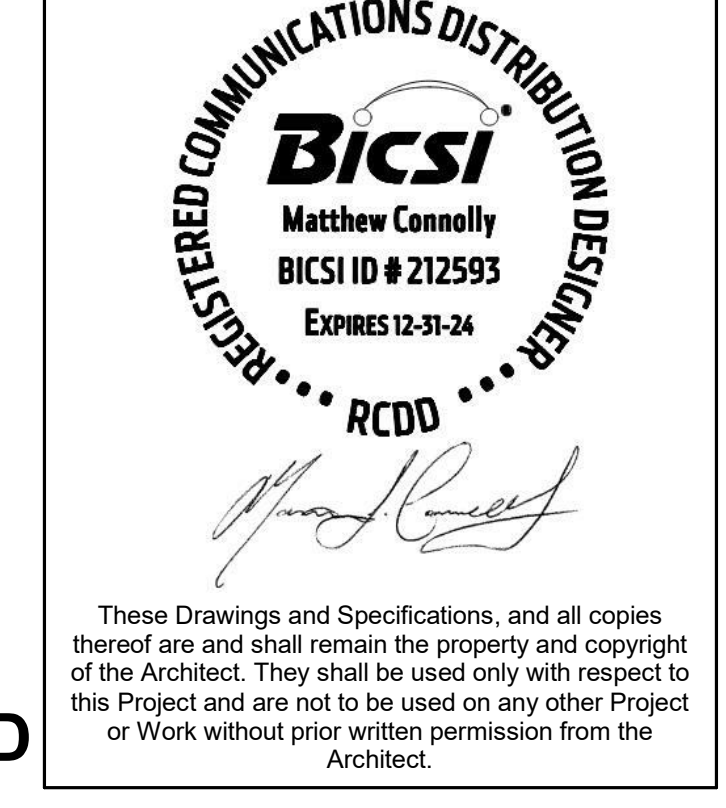 REGISTERED COMMUNICATIONS DISTRIBUTION DESIGNER
Bicsi
Matthew Connolly
BICSI ID # 212593
EXPIRES 12-31-24
RCDD
These Drawings and Specifications, and all copies
thereof are and shall remain the property and copyright
of the Architect. They shall be used only with respect to
this Project and are not to be used on any other Project
or Work without prior written permission from the
Architect.
D